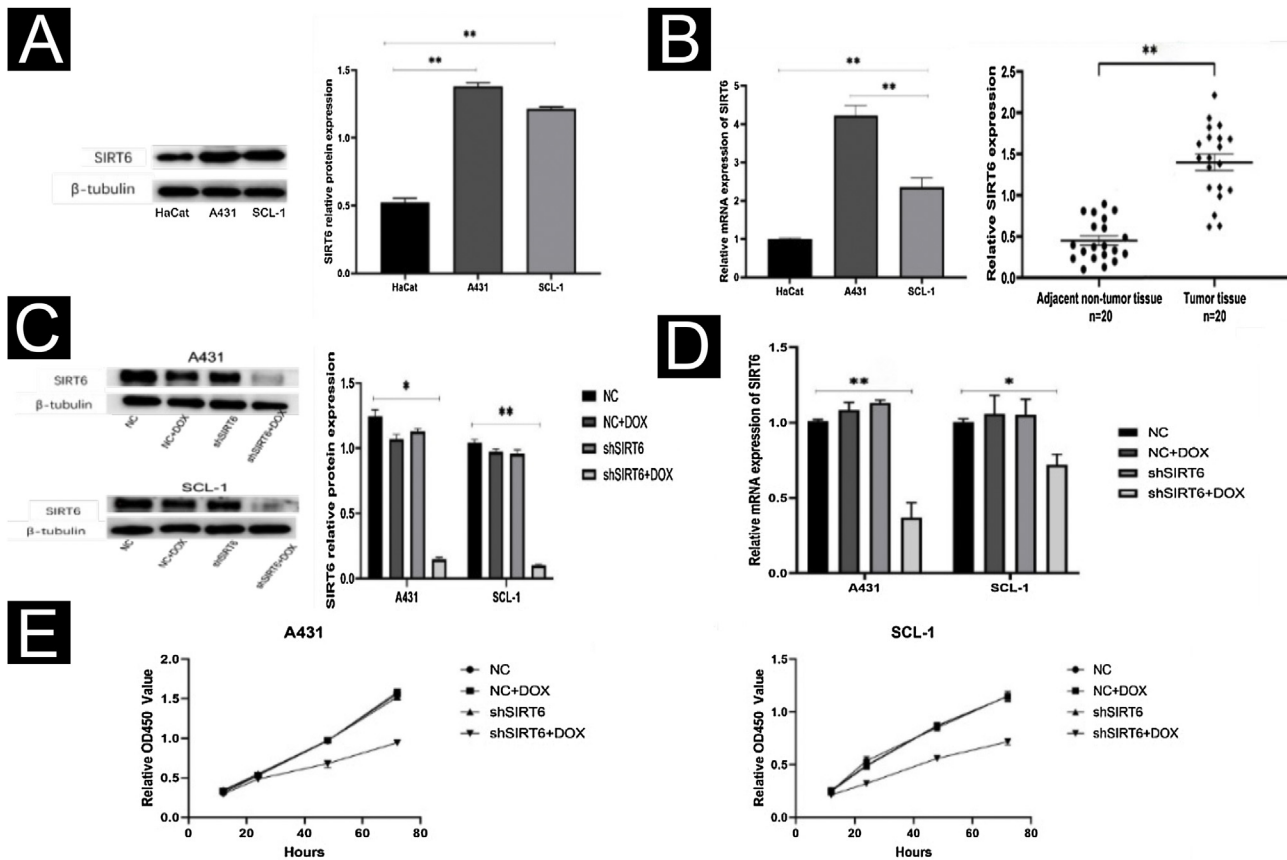 A
SIRT6
β-tubulin
HaCat A431 SCL-1
SIRT6 relative protein expression
1.5
1.0
0.5
0.0
** **
HaCat A431 SCL-1
B
Relative mRNA expression of SIRT6
5
4
3
2
1
0
** **
HaCat A431 SCL-1
Relative SIRT6 expression
2.5
2.0
1.5
1.0
0.5
0.0
**
Adjacent non-tumor tissue
n=20
Tumor tissue
n=20
C
A431
SIRT6
β-tubulin
NC NC+DOX shSIRT6 shSIRT6+DOX
SCL-1
SIRT6
β-tubulin
NC NC+DOX shSIRT6 shSIRT6+DOX
SIRT6 relative protein expression
1.5
1.0
0.5
0.0
* **
A431 SCL-1
NC
NC+DOX
shSIRT6
shSIRT6+DOX
D
Relative mRNA expression of SIRT6
1.5
1.0
0.5
0.0
** *
A431 SCL-1
NC
NC+DOX
shSIRT6
shSIRT6+DOX
E
A431
Relative OD450 Value
2.0
1.5
1.0
0.5
0.0
0 20 40 60 80
Hours
NC
NC+DOX
shSIRT6
shSIRT6+DOX
SCL-1
Relative OD450 Value
1.5
1.0
0.5
0.0
0 20 40 60 80
Hours
NC
NC+DOX
shSIRT6
shSIRT6+DOX